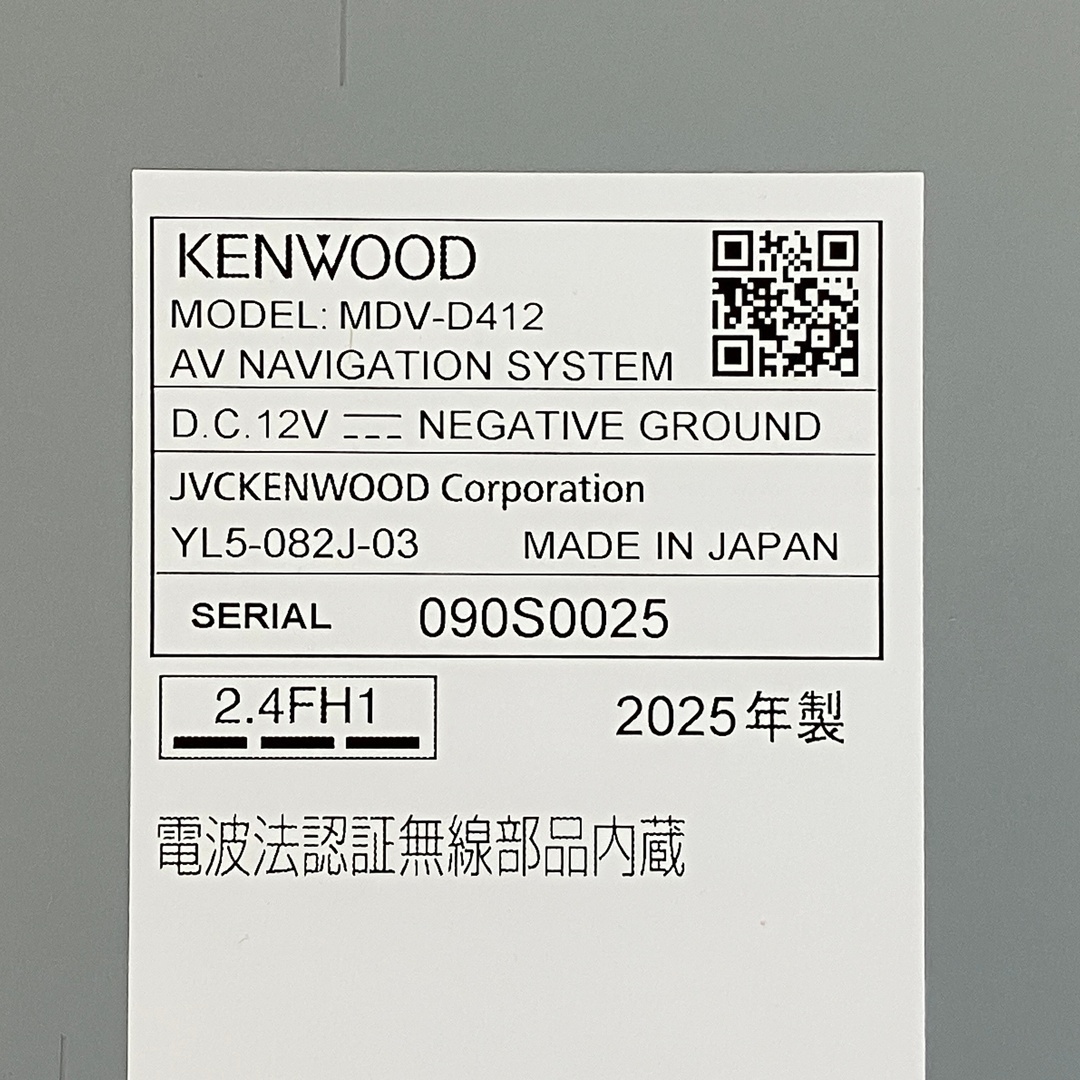 KENWOOD
MODEL: MDV-D412
AV NAVIGATION SYSTEM
D.C.12V ⎓ NEGATIVE GROUND
JVCKENWOOD Corporation
YL5-082J-03 MADE IN JAPAN
SERIAL 090S0025
2.4FH1 2025年製
電波法認証無線部品内蔵